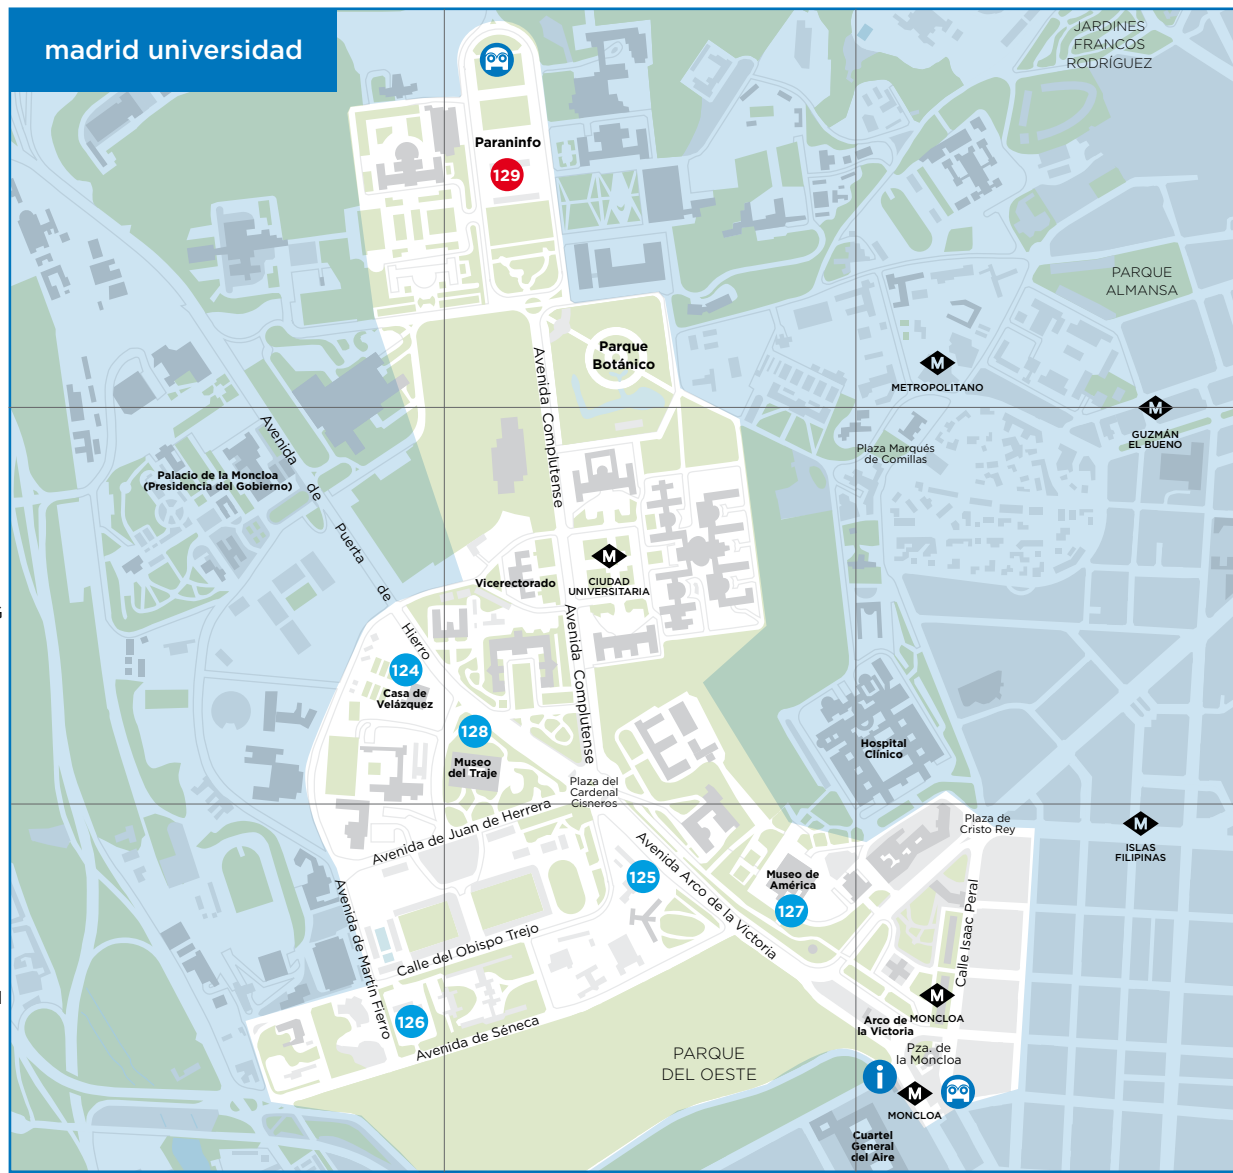 madrid universidad
JARDINES
FRANCOS
RODRÍGUEZ
Paraninfo
129
PARQUE
ALMANSA
Parque
Botánico
Avenida Complutense
M
METROPOLITANO
M
GUZMÁN
EL BUENO
Plaza Marqués
de Comillas
Avenida de Puerta de Hierro
Palacio de la Moncloa
(Presidencia del Gobierno)
M
CIUDAD
UNIVERSITARIA
Vicerectorado
Avenida Complutense
124
Casa de
Velázquez
128
Museo
del Traje
Hospital
Clínico
Plaza del
Cardenal
Cisneros
Avenida de Juan de Herrera
Plaza de
Cristo Rey
M
ISLAS
FILIPINAS
Avenida Arco de la Victoria
125
Museo de
América
127
Calle Isaac Peral
Avenida de Martín Fierro
Calle del Obispo Trejo
126
Avenida de Séneca
M
MONCLOA
Arco de
la Victoria
PARQUE
DEL OESTE
Pza. de
la Moncloa
i
M
MONCLOA
Cuartel
General
del Aire